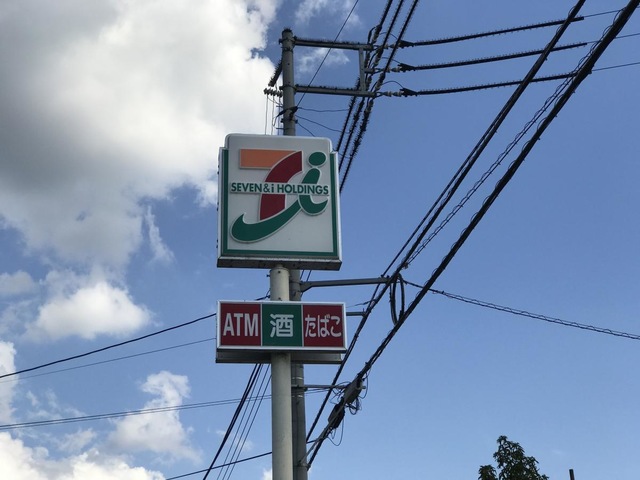 SEVEN&i HOLDINGS
ATM 酒 たばこ